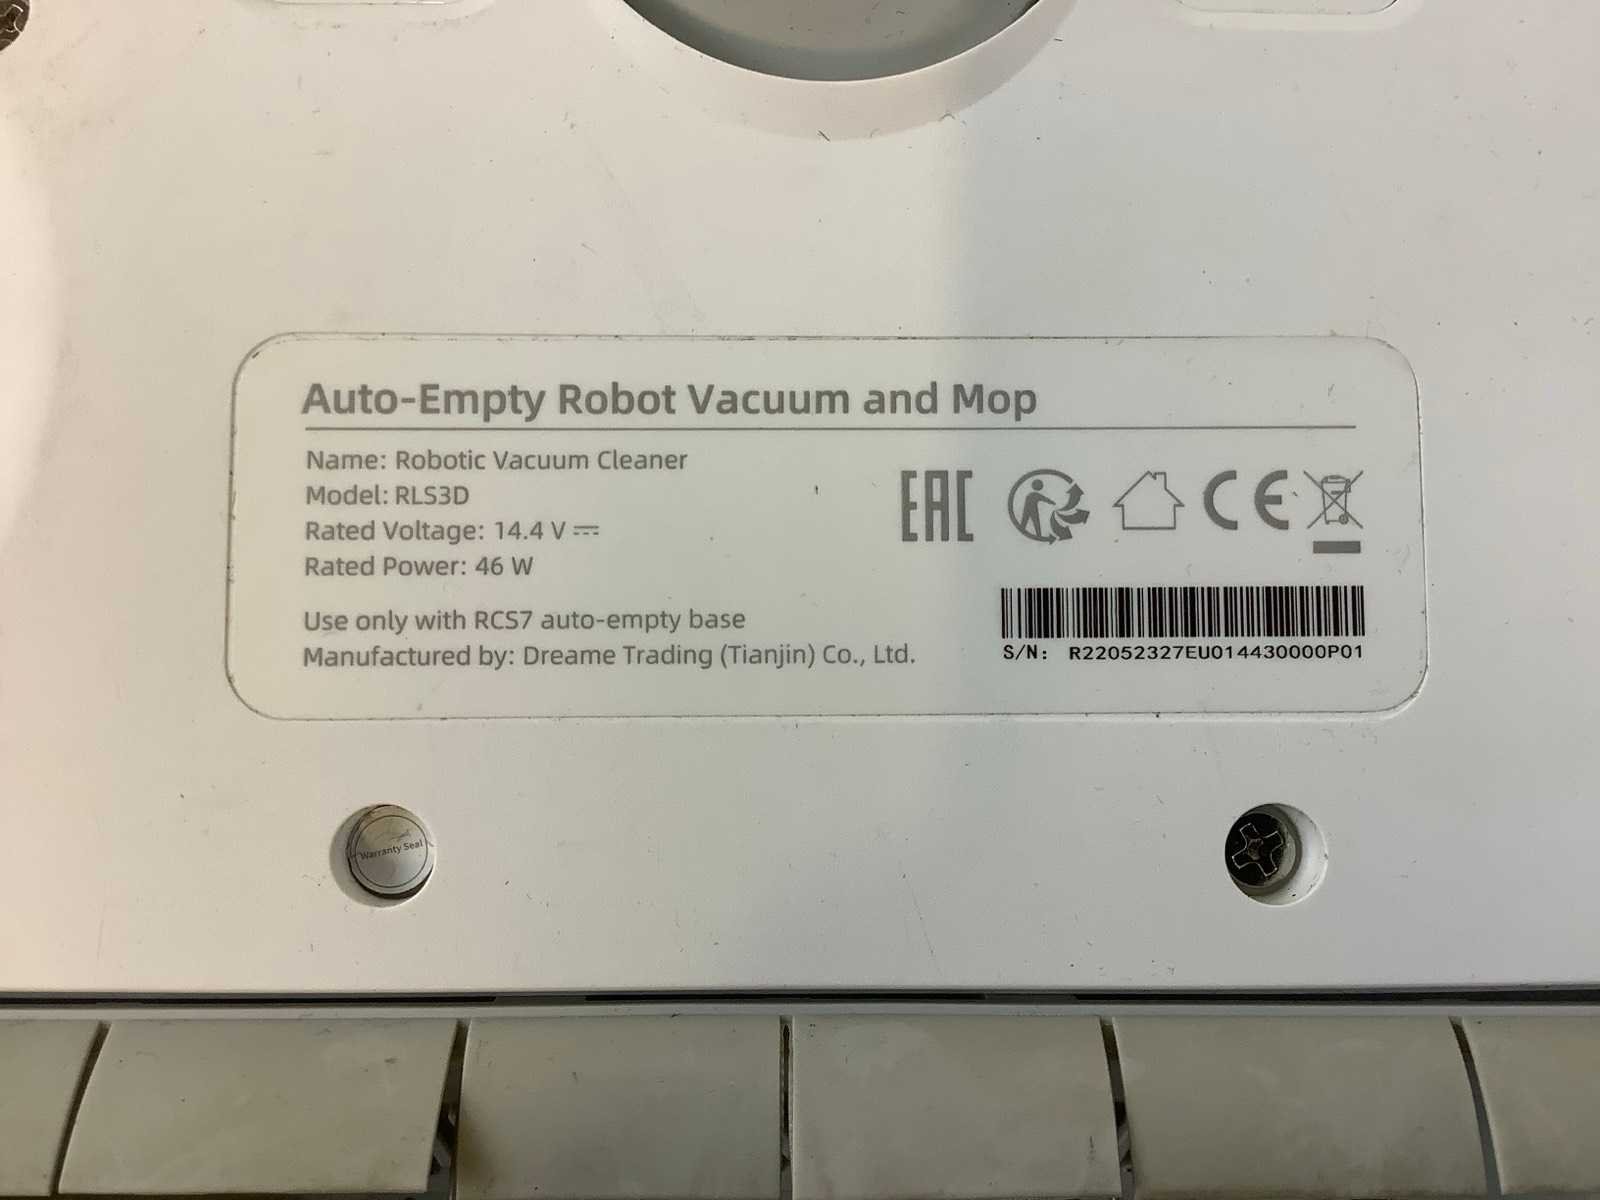 Auto-Empty Robot Vacuum and Mop
Name: Robotic Vacuum Cleaner
Model: RLS3D
Rated Voltage: 14.4 V
Rated Power: 46 W
Use only with RCS7 auto-empty base
Manufactured by: Dreame Trading (Tianjin) Co., Ltd.
EAC
CE
S/N: R22052327EU014430000P01
Warranty Seal